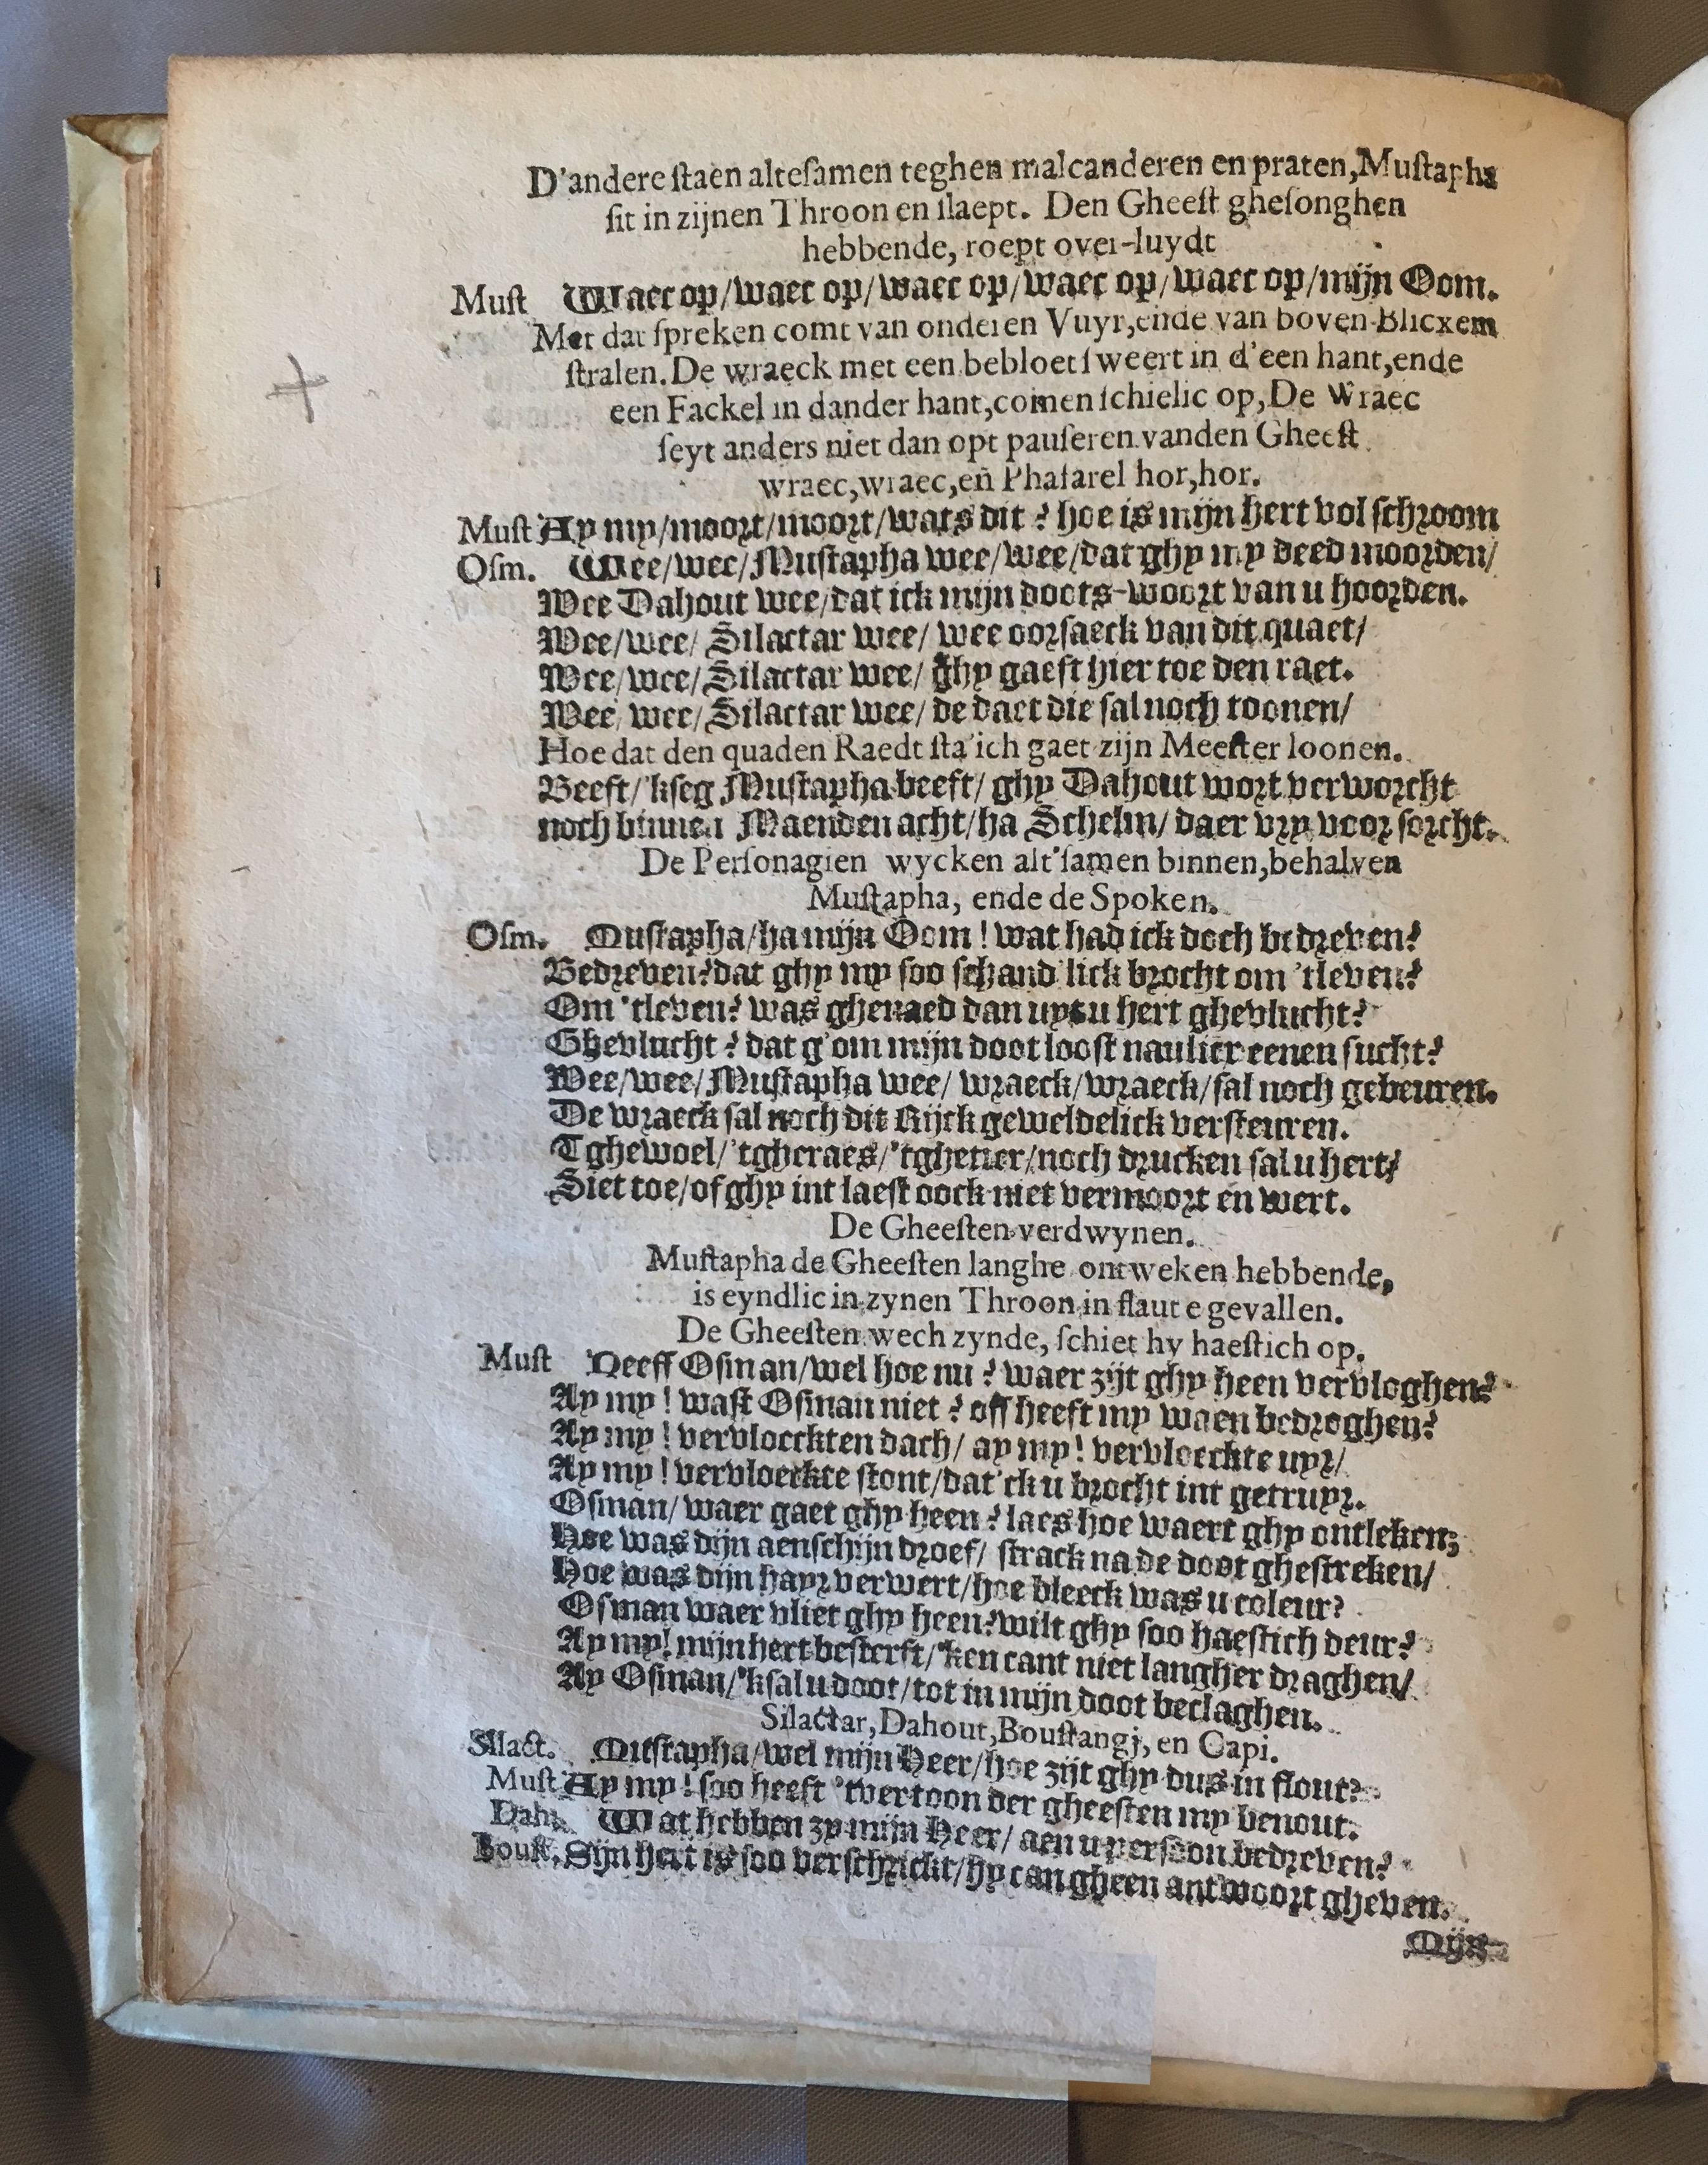 D'andere ſtaen alteſamen teghen malcanderen en praten, Muſtapha
ſit in zijnen Throon en ſlaept. Den Gheeſt gheſonghen
hebbende, roept over-luydt
Muſt Waect op/waect op/waect op/waect op/waect op/mijn Oom.
Met dat ſpreken comt van onderen Vuyr, ende van boven Blicxem
ſtralen. De wraeck met een bebloet ſweert in d'een hant, ende
een Fackel in dander hant, comen ſchielic op, De Wraec
ſeyt anders niet dan opt pauſeren vanden Gheeſt
wraec, wraec, eñ Phaſarel hor, hor.
Muſt Ay my/moort/moort/wats dit? hoe is mijn hert vol ſchroom
Oſm. Wee/wee/Muſtapha wee/wee/dat ghy my deed moorden/
Wee Dahout wee/dat ick mijn doots-woort van u hoorden.
Wee/wee/Silactar wee/ wee oorſaeck van dit quaet/
Wee/wee/Silactar wee/ ghy gaeft hier toe den raet.
Wee/ wee/Silactar wee/ de daet die ſal noch toonen/
Hoe dat den quaden Raedt ſta'ich gaet zijn Meeſter loonen.
Beeft/'kſeg Muſtapha beeft/ ghy Dahout wort verworcht
noch binnen Maenden acht/ha Schelm/ daer vry voor ſorcht.
De Perſonagien wycken alt'ſamen binnen, behalven
Muſtapha, ende de Spoken.
Oſm. Muſtapha/ha mijn Oom! wat had ick doch bedreven?
Bedreven? dat ghy my ſoo ſchand'lick brocht om 'tleven?
Om 'tleven? was ghenaed dan uyt u hert ghevlucht?
Ghevlucht? dat g'om mijn doot looſt naulicx eenen ſucht?
Wee/wee/Muſtapha wee/ wraeck/wraeck/ſal noch gebeuren.
De wraeck ſal noch dit Rijck geweldelick verſteuren.
Tghewoel/'tgheraes/'tghetier/noch drucken ſal u hert/
Siet toe/of ghy int laeſt oock niet vermoort en wert.
De Gheeſten verdwynen.
Muſtapha de Gheeſten langhe ontweken hebbende,
is eyndlic in zynen Throon in flaute gevallen.
De Gheeſten wech zynde, ſchiet hy haeſtich op.
Muſt Neeff Oſman/wel hoe nu? waer zijt ghy heen vervloghen?
Ay my! waſt Oſman niet? off heeft my waen bedroghen?
Ay my! vervloeckten dach/ ay my! vervloeckte uyr/
Ay my! vervloeckte ſtont/dat'ck u brocht int getruyr.
Oſman/ waer gaet ghy heen? laes hoe waert ghy ontleken;
Hoe was dijn aenſchijn droef/ ſtrack na de doot gheſtreken/
Hoe was dijn hayr verwert/hoe bleeck was u coleur?
Oſman waer vliet ghy heen? wilt ghy ſoo haeſtich deur?
Ay my! mijn hert beſterft/'ken cant niet langher draghen/
Ay Oſman/'kſal u doot/tot in mijn doot beclaghen.
Silactar, Dahout, Bouſtangj, en Capi.
Silact. Muſtapha/wel mijn Heer/hoe zijt ghy dus in flout?
Muſt Ay my! ſoo heeft 'tvertoon der gheeſten my benout.
Dah. Wat hebben zy mijn Heer/ aen u perſoon bedreven?
Bouſt. Sijn hert is ſoo verſchrickt/hy can gheen antwoort gheven.
Mijn